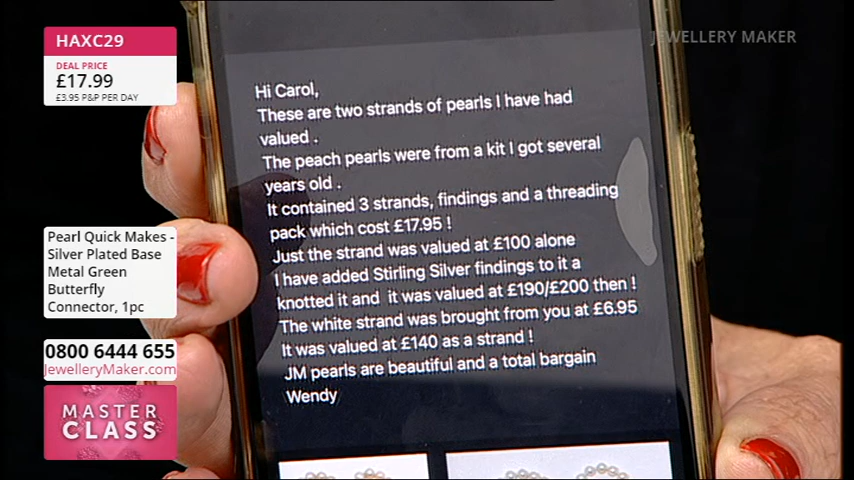 HAXC29
DEAL PRICE
£17.99
£3.95 P&P PER DAY
JEWELLERY MAKER
Hi Carol,
These are two strands of pearls I have had
valued .
The peach pearls were from a kit I got several
years old .
It contained 3 strands, findings and a threading
pack which cost £17.95 !
Just the strand was valued at £100 alone
I have added Stirling Silver findings to it a
knotted it and it was valued at £190/£200 then !
The white strand was brought from you at £6.95
It was valued at £140 as a strand !
JM pearls are beautiful and a total bargain
Wendy
Pearl Quick Makes -
Silver Plated Base
Metal Green
Butterfly
Connector, 1pc
0800 6444 655
JewelleryMaker.com
MASTER
CLASS